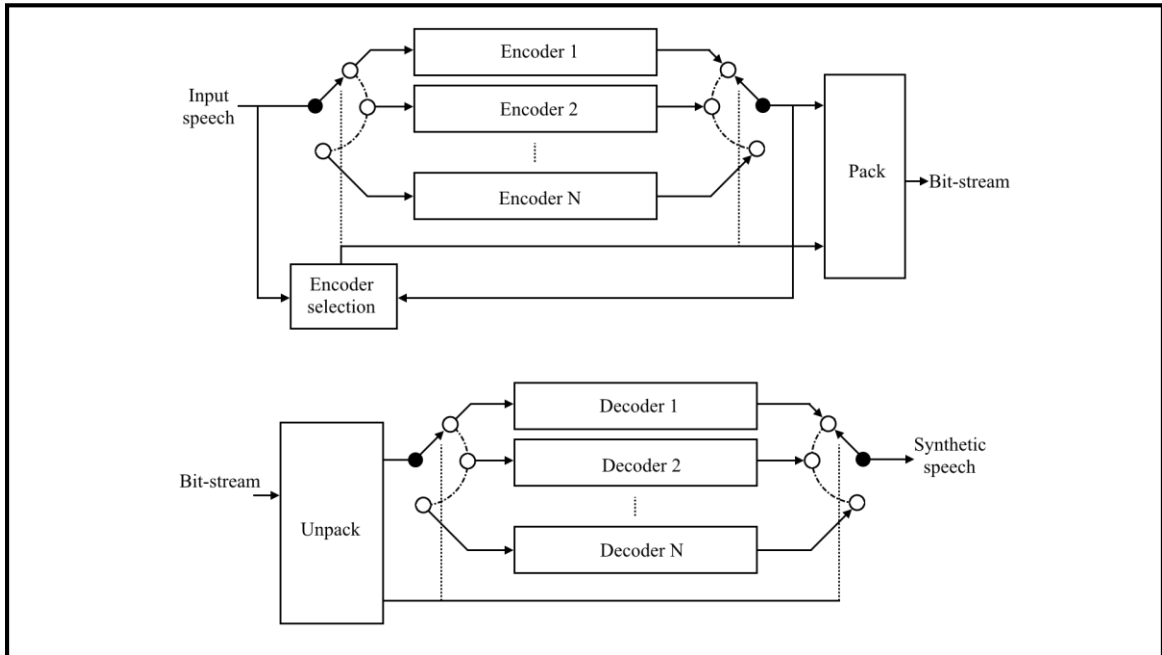 Encoder 1
Input
speech
Encoder 2
Pack
Bit-stream
Encoder N
Encoder
selection
Decoder 1
Synthetic
speech
Decoder 2
Bit-stream
Unpack
Decoder N